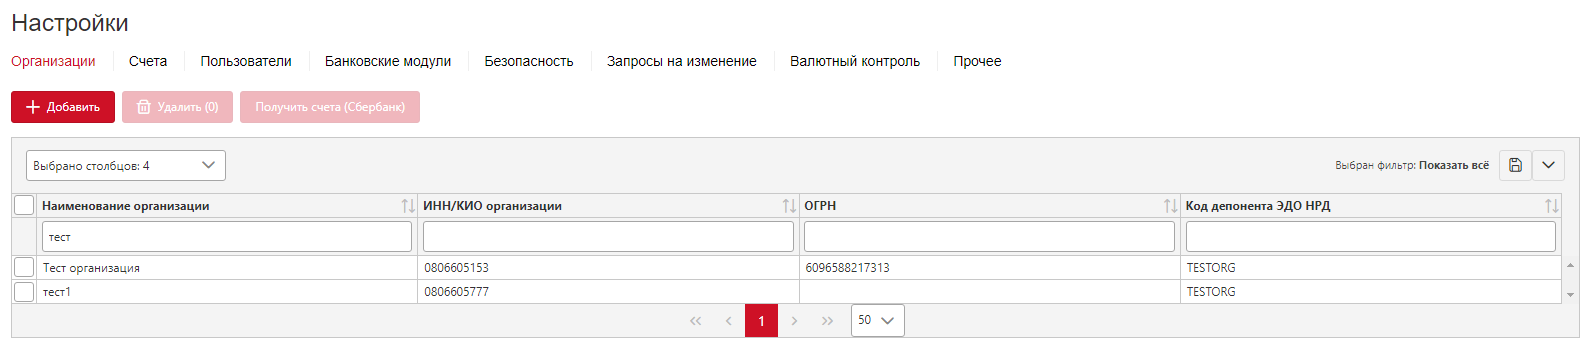 Настройки
Организации Счета Пользователи Банковские модули Безопасность Запросы на изменение Валютный контроль Прочее
Добавить Удалить (0) Получить счета (Сбербанк)
Выбрано столбцов: 4 Выбран фильтр: Показать всё
Наименование организации ИНН/КИО организации ОГРН Код депонента ЭДО НРД
тест
Тест организация 0806605153 6096588217313 TESTORG
тест1 0806605777 TESTORG
1 50